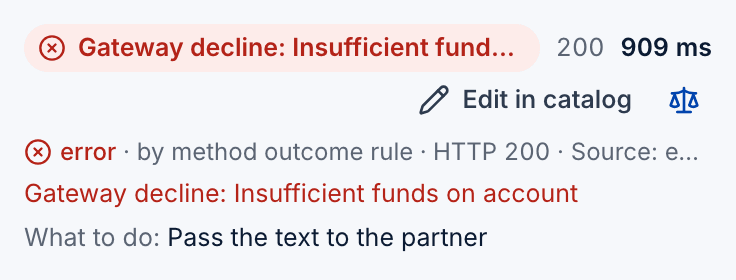 Gateway decline: Insufficient fund... 200 909 ms
Edit in catalog
error · by method outcome rule · HTTP 200 · Source: e...
Gateway decline: Insufficient funds on account
What to do: Pass the text to the partner